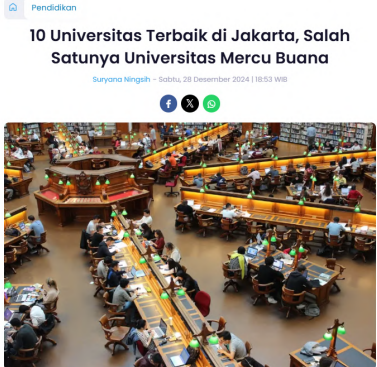 Pendidikan
10 Universitas Terbaik di Jakarta, Salah
Satunya Universitas Mercu Buana
Suryana Ningsih - Sabtu, 28 Desember 2024 | 18:53 WIB